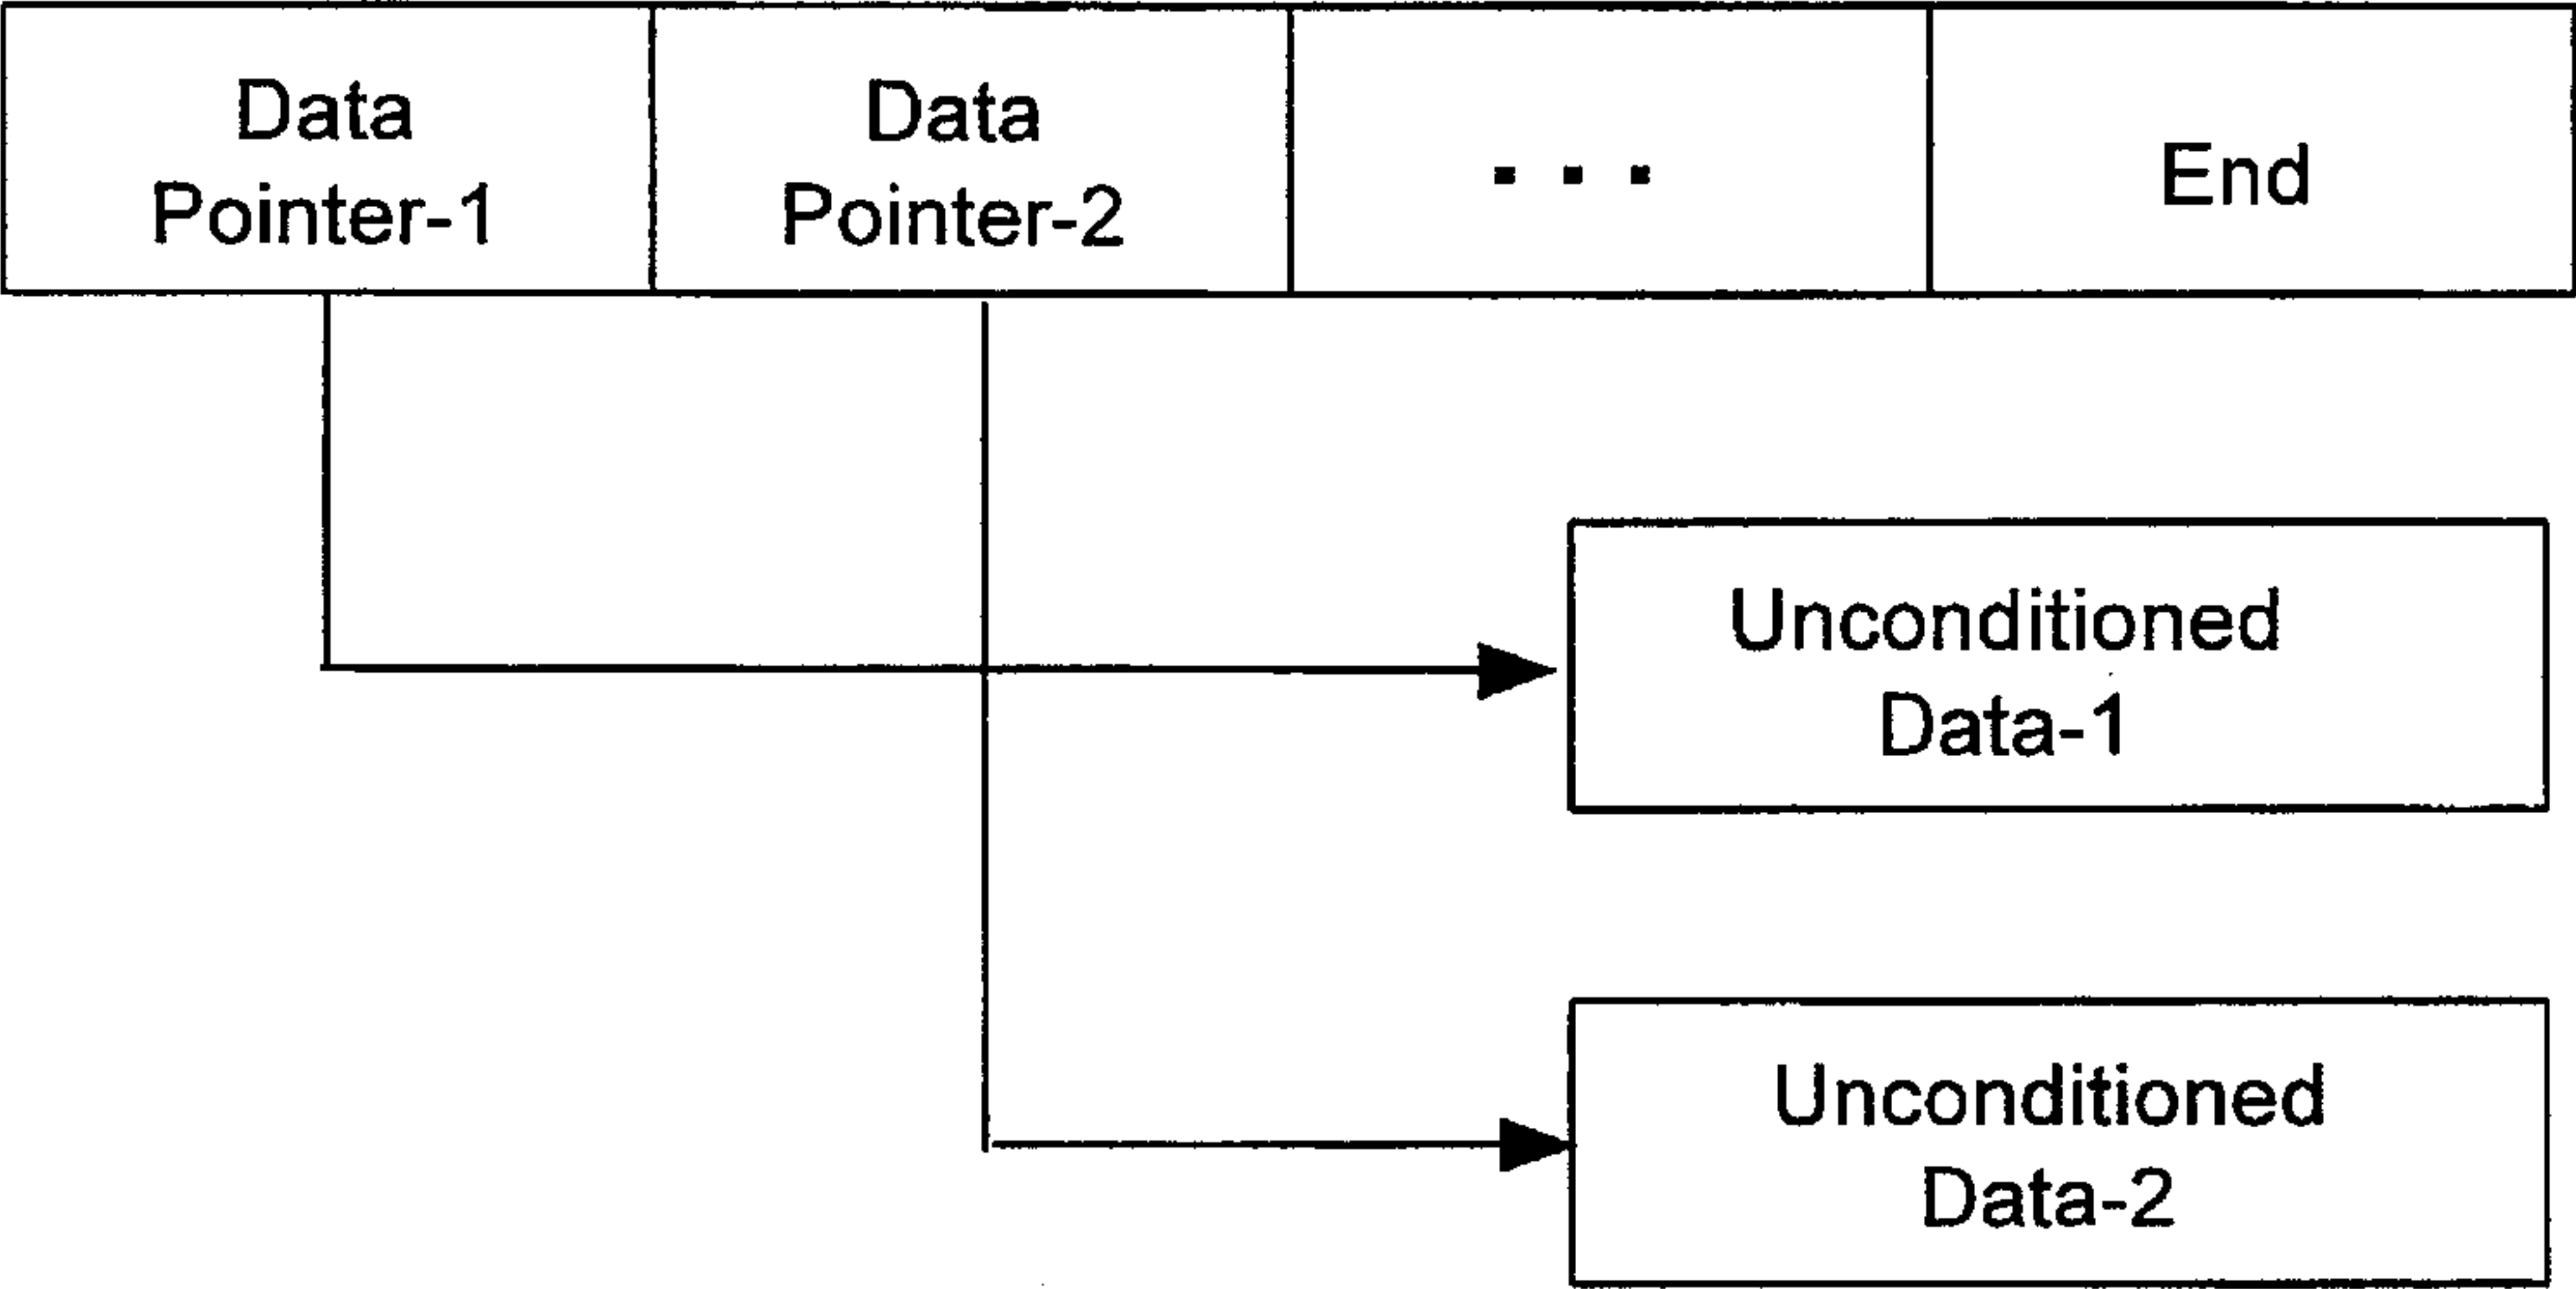 Data
Pointer-1
Data
Pointer-2
. . .
End
Unconditioned
Data-1
Unconditioned
Data-2